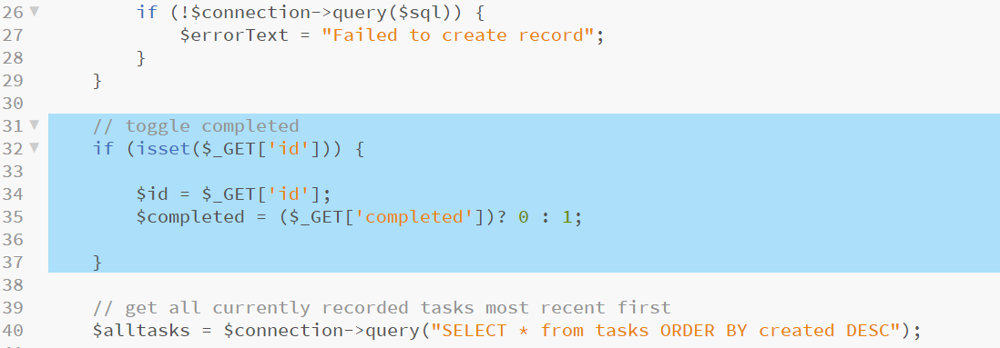 26 if (!$connection->query($sql)) {
27 $errorText = "Failed to create record";
28 }
29 }
30
31 // toggle completed
32 if (isset($_GET['id'])) {
33
34 $id = $_GET['id'];
35 $completed = ($_GET['completed'])? 0 : 1;
36
37 }
38
39 // get all currently recorded tasks most recent first
40 $alltasks = $connection->query("SELECT * from tasks ORDER BY created DESC");